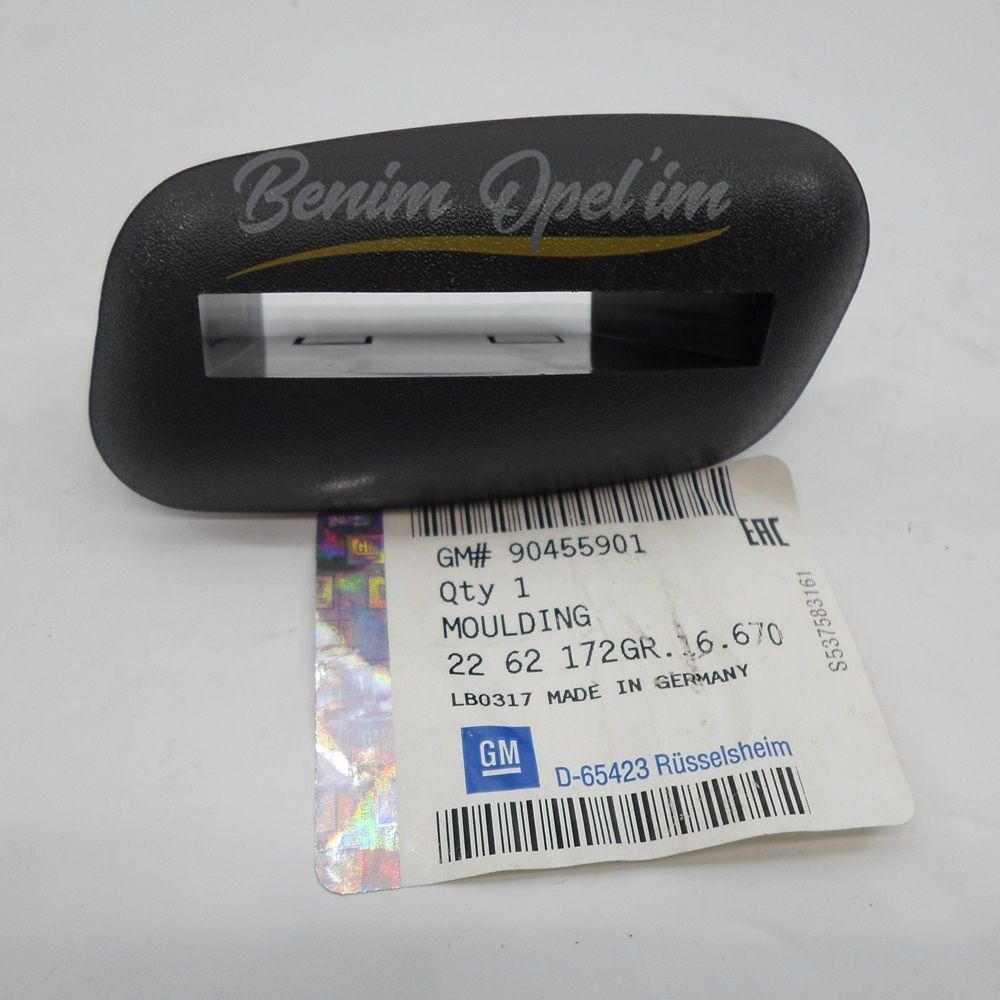 Benim Opel'im
GM# 90455901
EAC
Qty 1
MOULDING
22 62 172GR.16.670
LB0317 MADE IN GERMANY
S537583161
GM
D-65423 Rüsselsheim